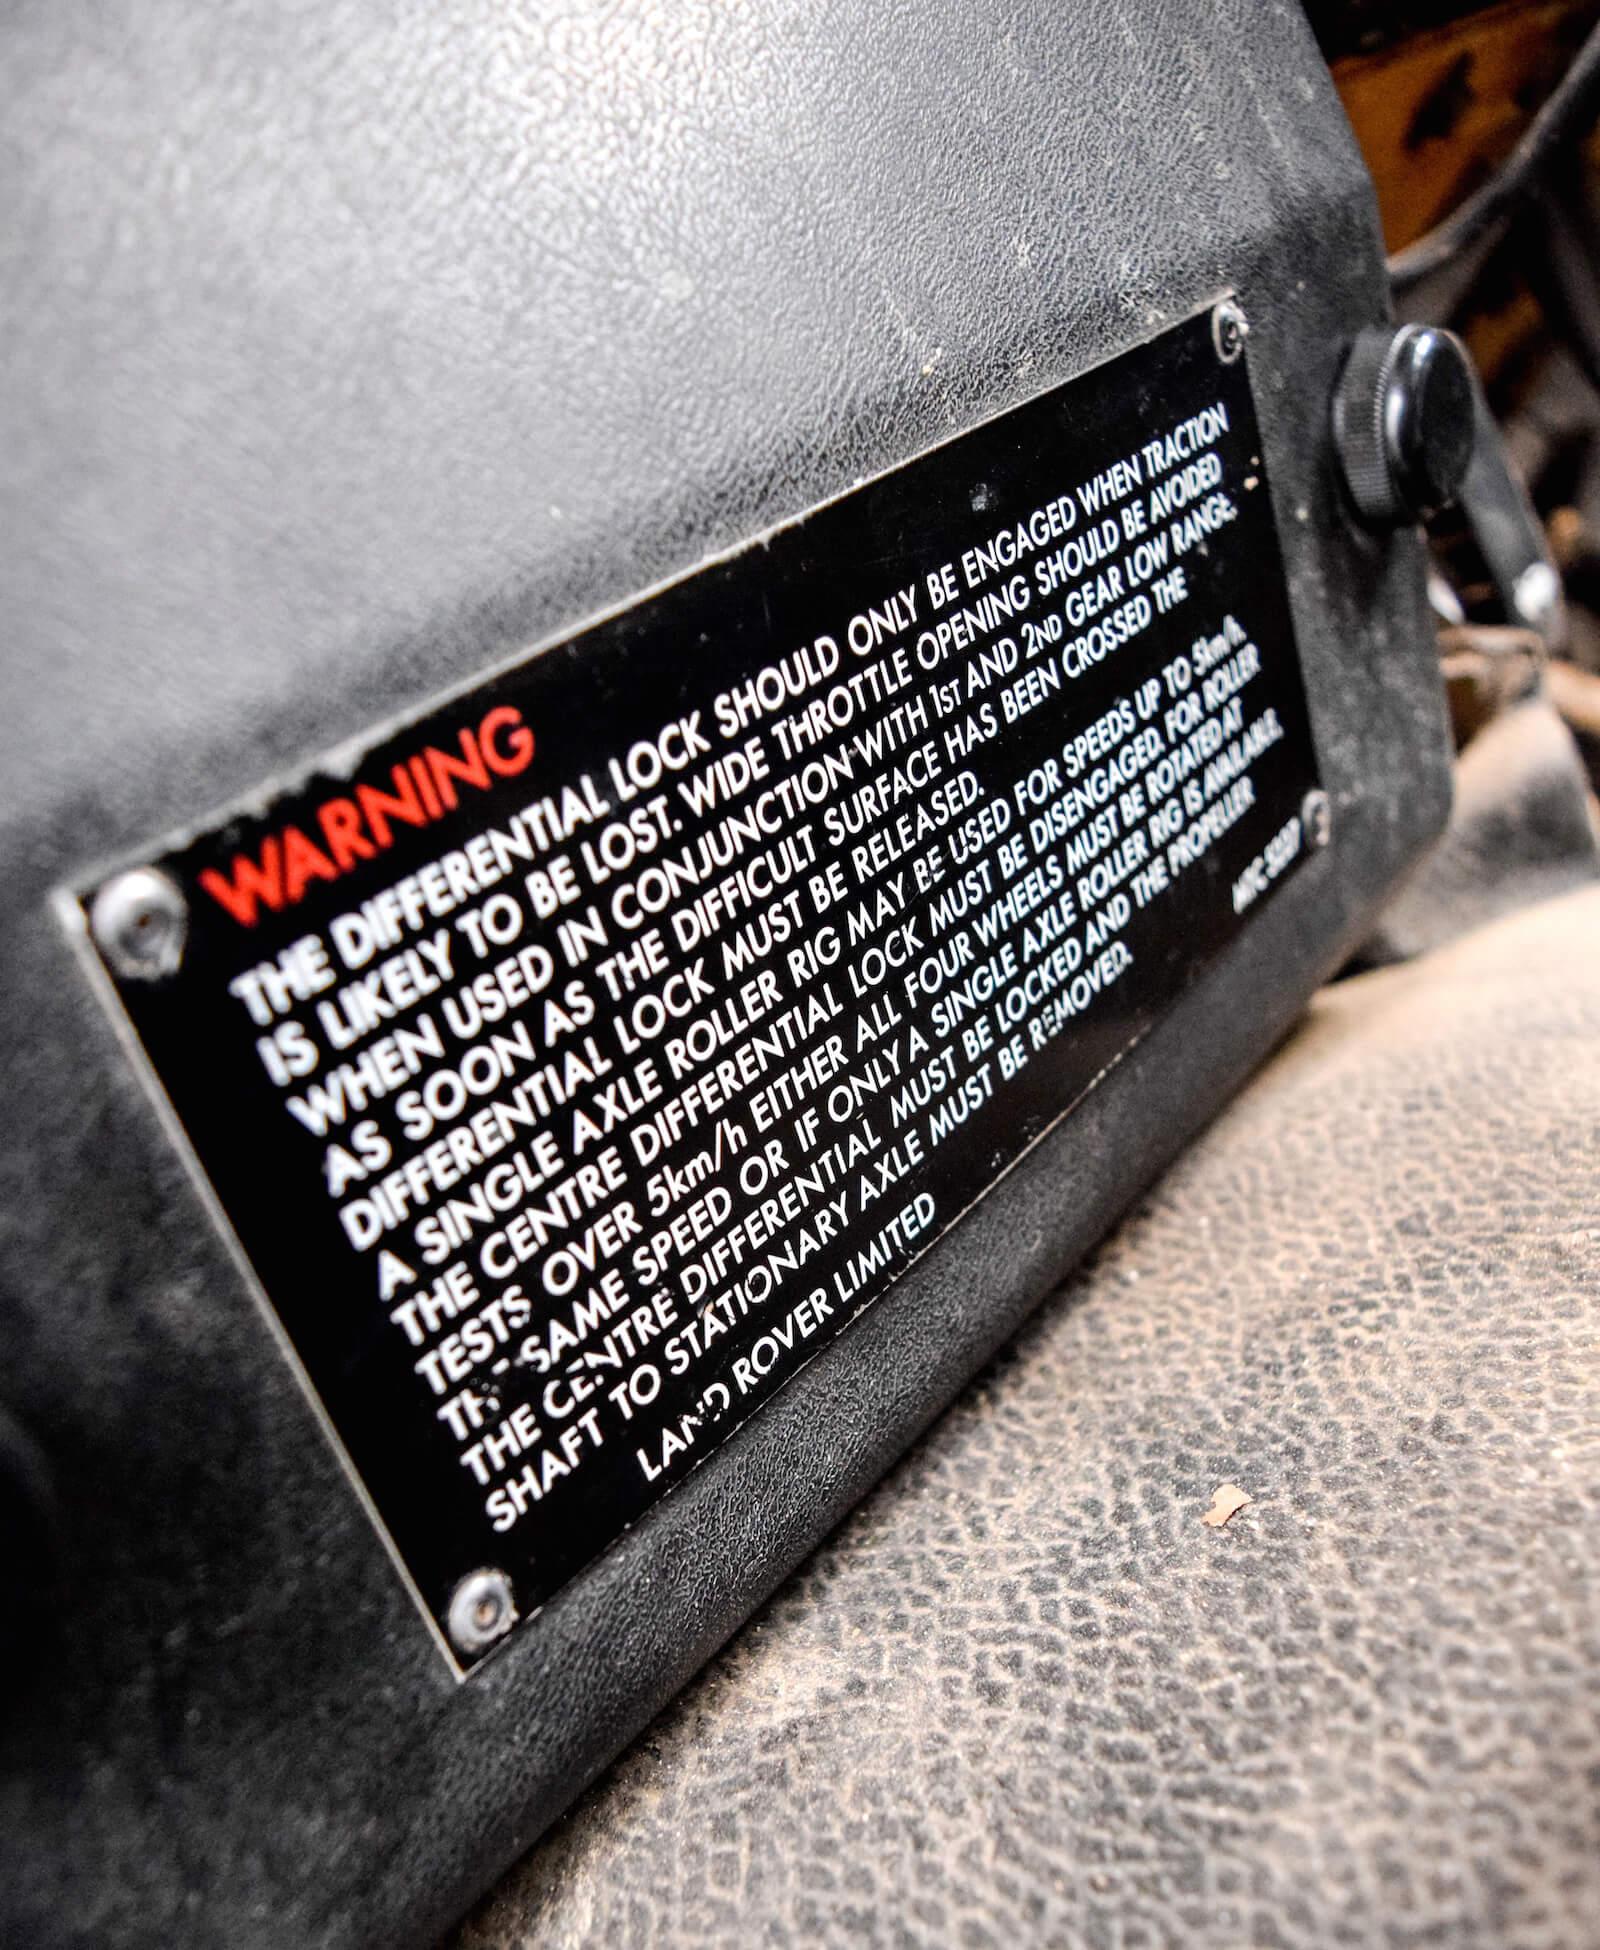 WARNING
THE DIFFERENTIAL LOCK SHOULD ONLY BE ENGAGED WHEN TRACTION
IS LIKELY TO BE LOST. WIDE THROTTLE OPENING SHOULD BE AVOIDED
WHEN USED IN CONJUNCTION WITH 1ST AND 2ND GEAR LOW RANGE.
AS SOON AS THE DIFFICULT SURFACE HAS BEEN CROSSED THE
DIFFERENTIAL LOCK MUST BE RELEASED.
A SINGLE AXLE ROLLER RIG MAY BE USED FOR SPEEDS UP TO 5km/h.
THE CENTRE DIFFERENTIAL LOCK MUST BE DISENGAGED. FOR ROLLER
TESTS OVER 5km/h EITHER ALL FOUR WHEELS MUST BE ROTATED AT
THE SAME SPEED OR IF ONLY A SINGLE AXLE ROLLER RIG IS AVAILABLE.
THE CENTRE DIFFERENTIAL MUST BE LOCKED AND THE PROPELLER
SHAFT TO STATIONARY AXLE MUST BE REMOVED.
LAND ROVER LIMITED